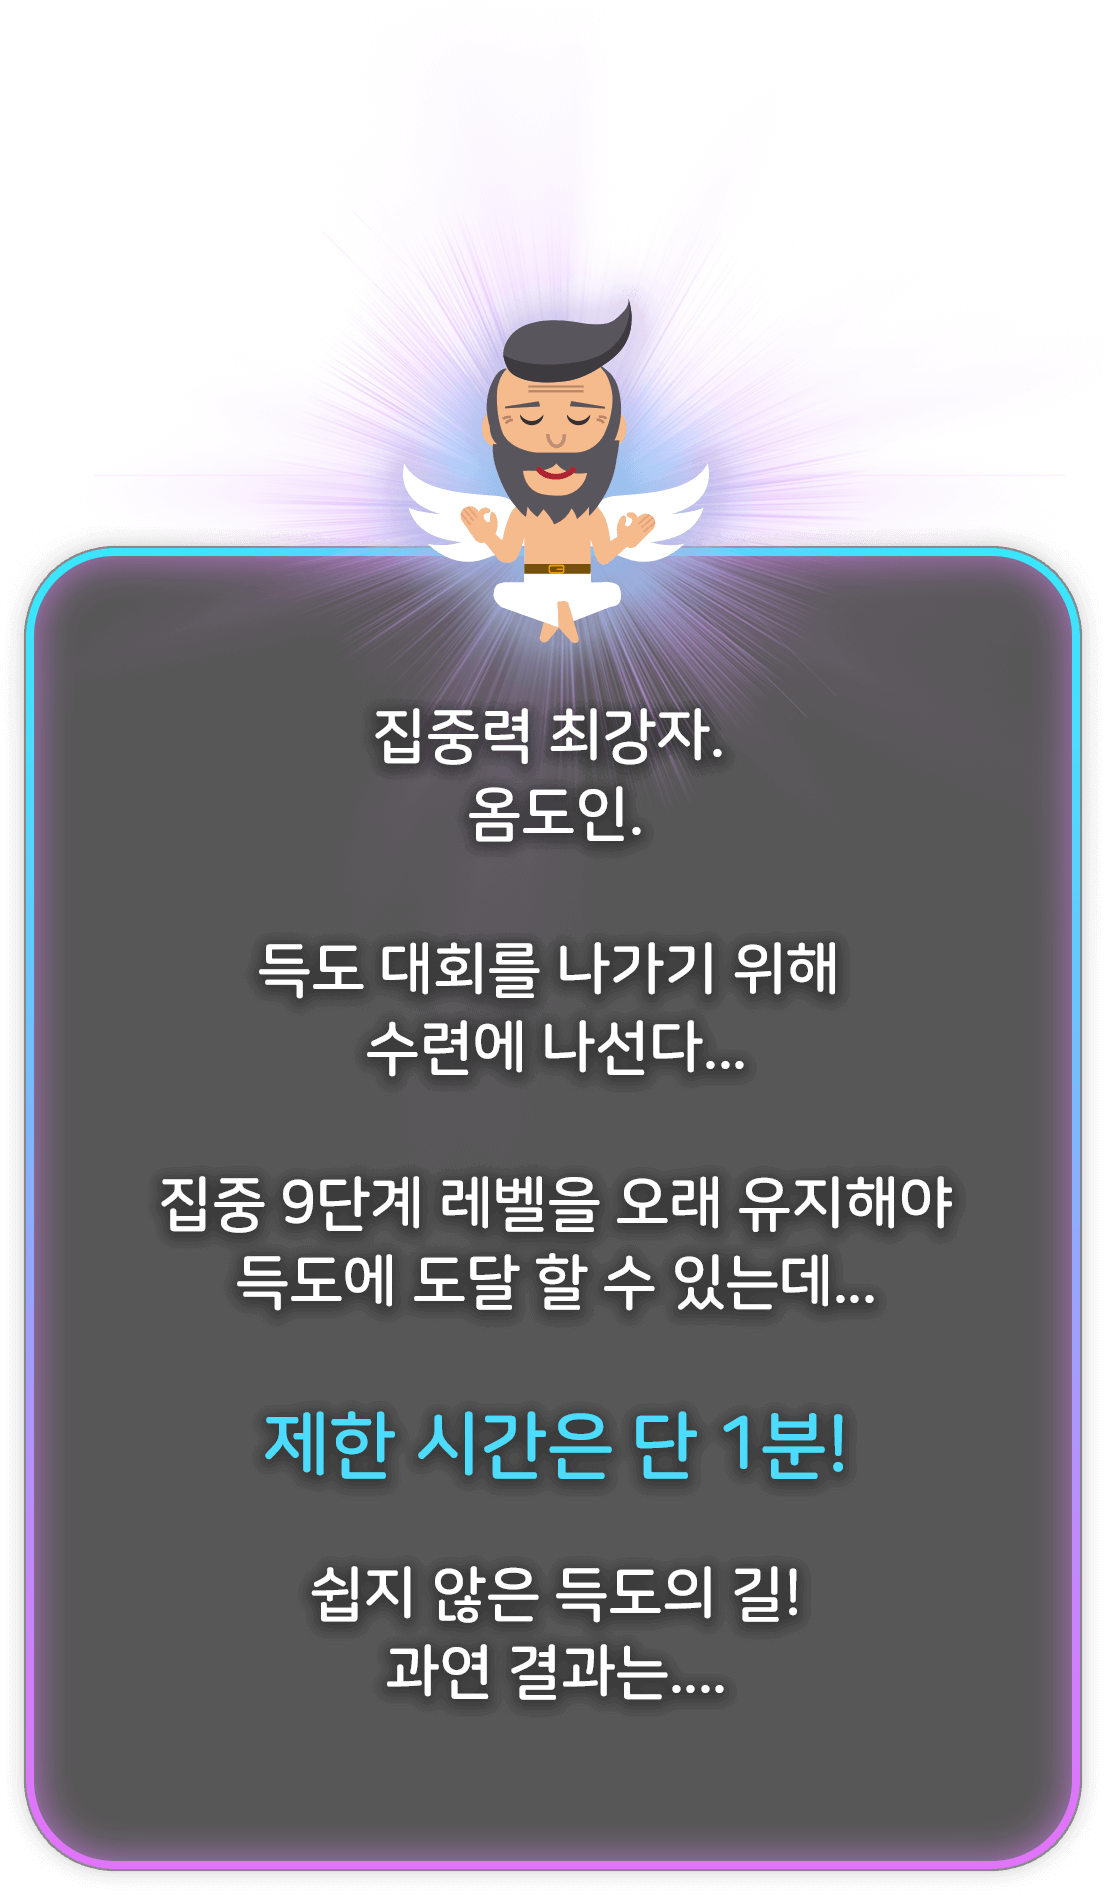 집중력 최강자.
옴도인.
득도 대회를 나가기 위해
수련에 나선다...
집중 9단계 레벨을 오래 유지해야
득도에 도달 할 수 있는데...
제한 시간은 단 1분!
쉽지 않은 득도의 길!
과연 결과는....